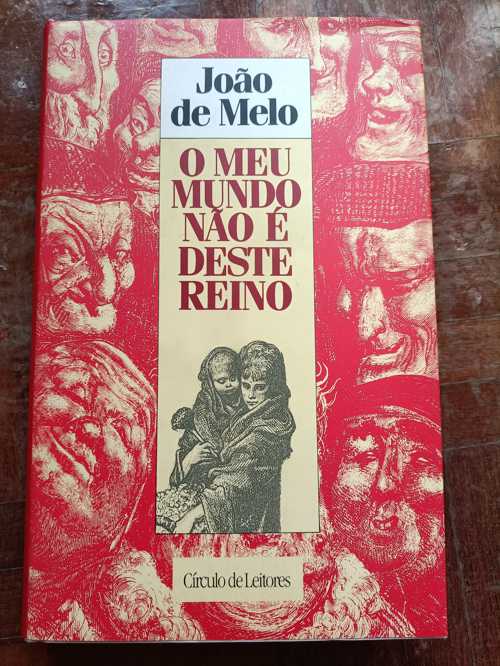 João
de Melo
O MEU
MUNDO
NÃO É
DESTE
REINO
Círculo de Leitores